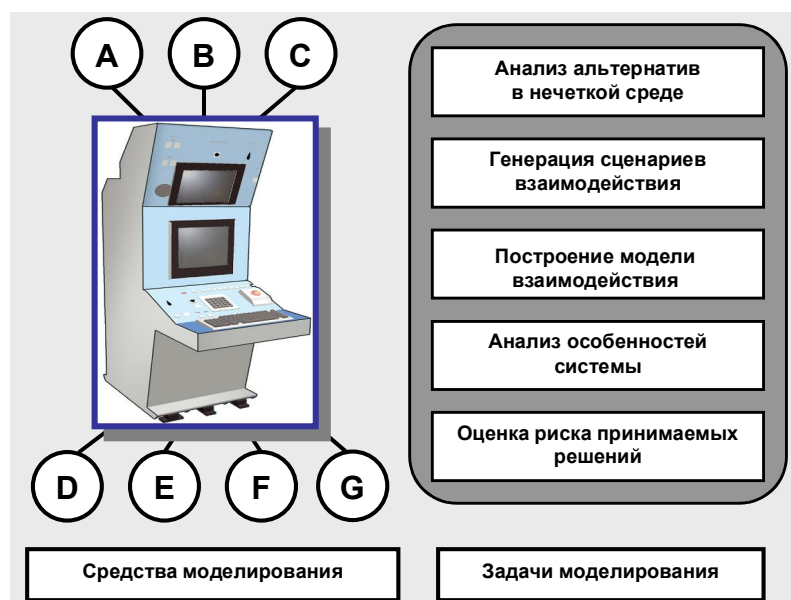 A
B
C
D
E
F
G
Анализ альтернатив
в нечеткой среде
Генерация сценариев
взаимодействия
Построение модели
взаимодействия
Анализ особенностей
системы
Оценка риска принимаемых
решений
Средства моделирования
Задачи моделирования